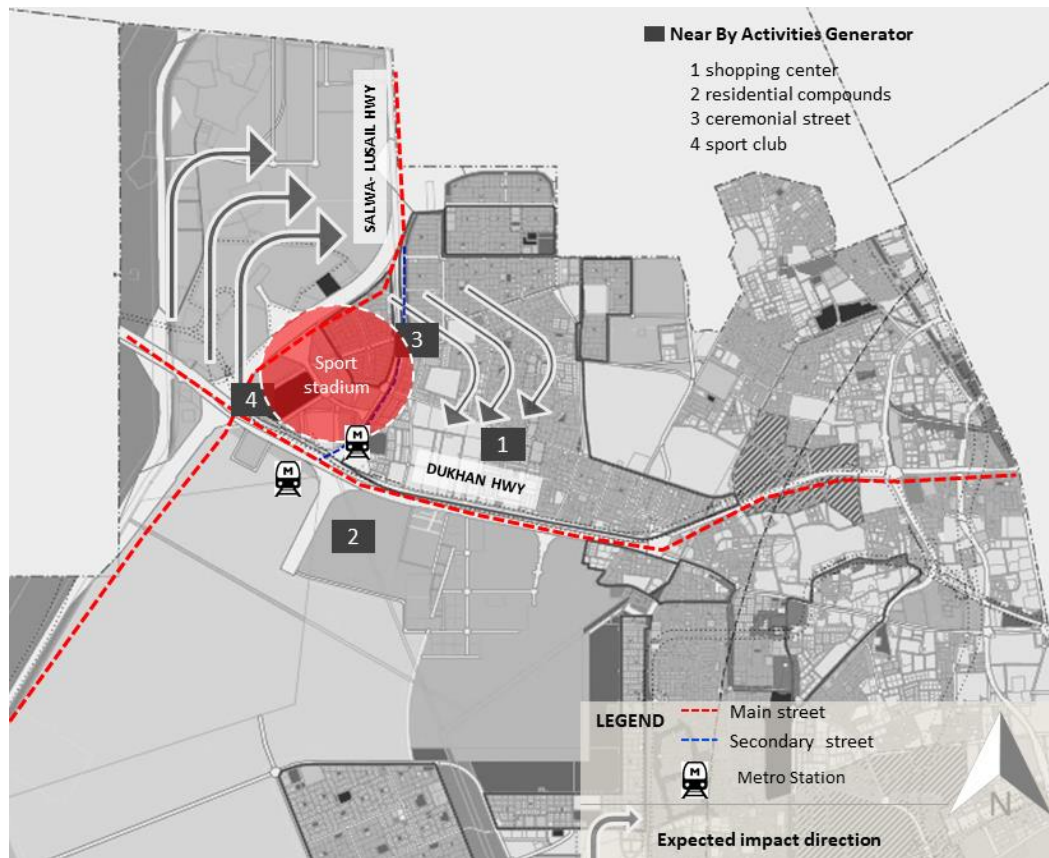 Near By Activities Generator
1 shopping center
2 residential compounds
3 ceremonial street
4 sport club
SALWA- LUSAIL HWY
3
Sport
stadium
4
1
M
M
DUKHAN HWY
2
LEGEND
Main street
Secondary street
M
Metro Station
N
Expected impact direction